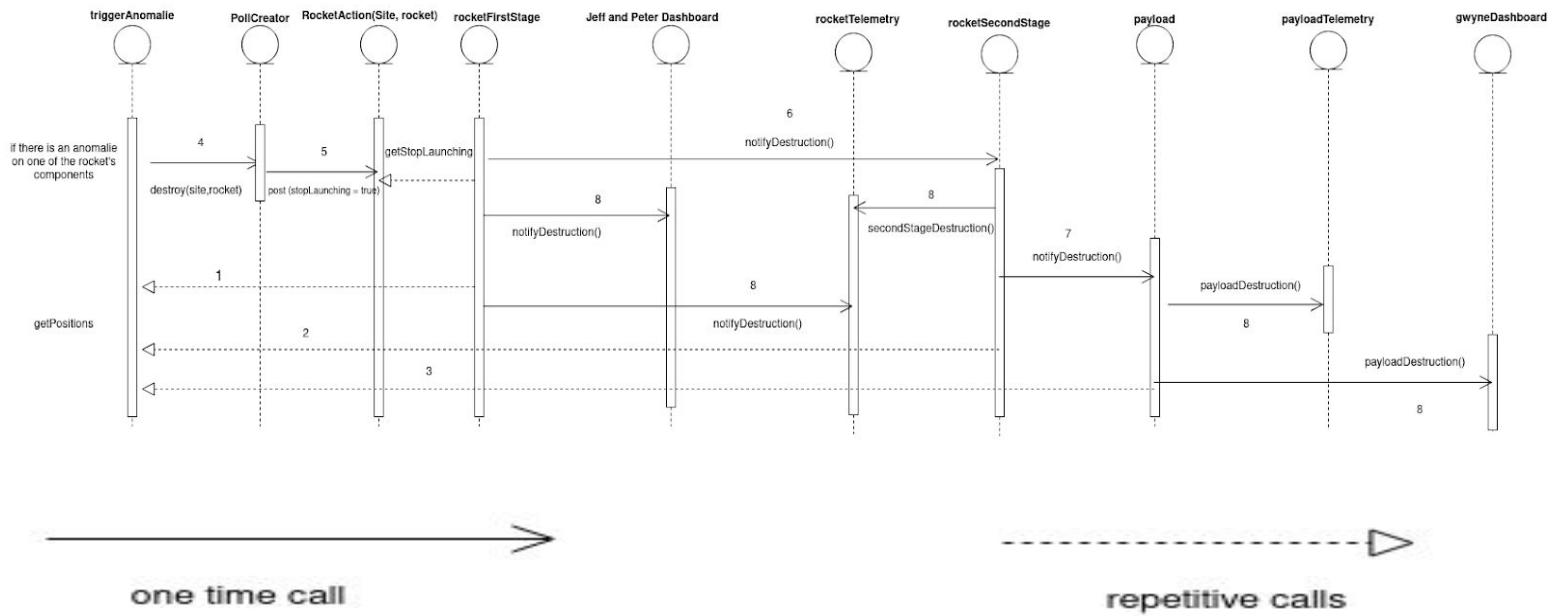 triggerAnomalie
PollCreator
RocketAction(Site, rocket)
rocketFirstStage
Jeff and Peter Dashboard
rocketTelemetry
rocketSecondStage
payload
payloadTelemetry
gwyneDashboard
if there is an anomalie
on one of the rocket's
components
4
destroy(site,rocket)
5
post (stopLaunching = true)
getStopLaunching
6
notifyDestruction()
8
notifyDestruction()
8
secondStageDestruction()
7
notifyDestruction()
1
8
notifyDestruction()
payloadDestruction()
8
getPositions
2
3
payloadDestruction()
8
one time call
repetitive calls